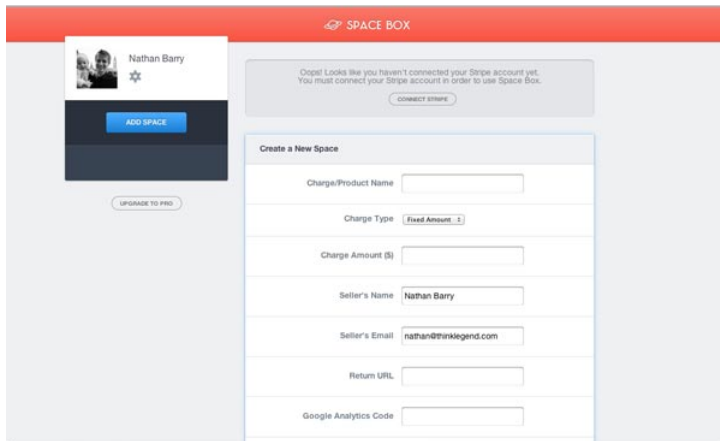 SPACE BOX
Nathan Barry
ADD SPACE
UPGRADE TO PRO
Oops! Looks like you haven't connected your Stripe account yet.
You must connect your Stripe account in order to use Space Box.
CONNECT STRIPE
Create a New Space
Charge/Product Name
Charge Type Fixed Amount
Charge Amount ($)
Seller's Name Nathan Barry
Seller's Email nathan@thinklegend.com
Return URL
Google Analytics Code